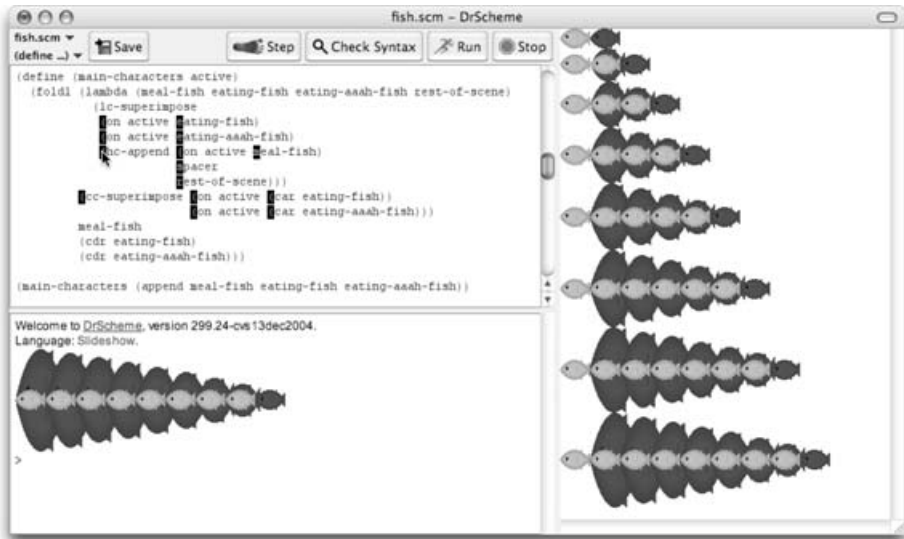 fish.scm – DrScheme
fish.scm
(define ...)
Save
Step
Check Syntax
Run
Stop
(define (main-characters active)
(foldl (lambda (meal-fish eating-fish eating-aaah-fish rest-of-scene)
(lc-superimpose
(on active eating-fish)
(on active eating-aaah-fish)
(hc-append (on active meal-fish)
spacer
rest-of-scene)))
(cc-superimpose (on active (car eating-fish))
(on active (car eating-aaah-fish)))
meal-fish
(cdr eating-fish)
(cdr eating-aaah-fish)))
(main-characters (append meal-fish eating-fish eating-aaah-fish))
Welcome to DrScheme, version 299.24-cvs13dec2004.
Language: Slideshow.
>